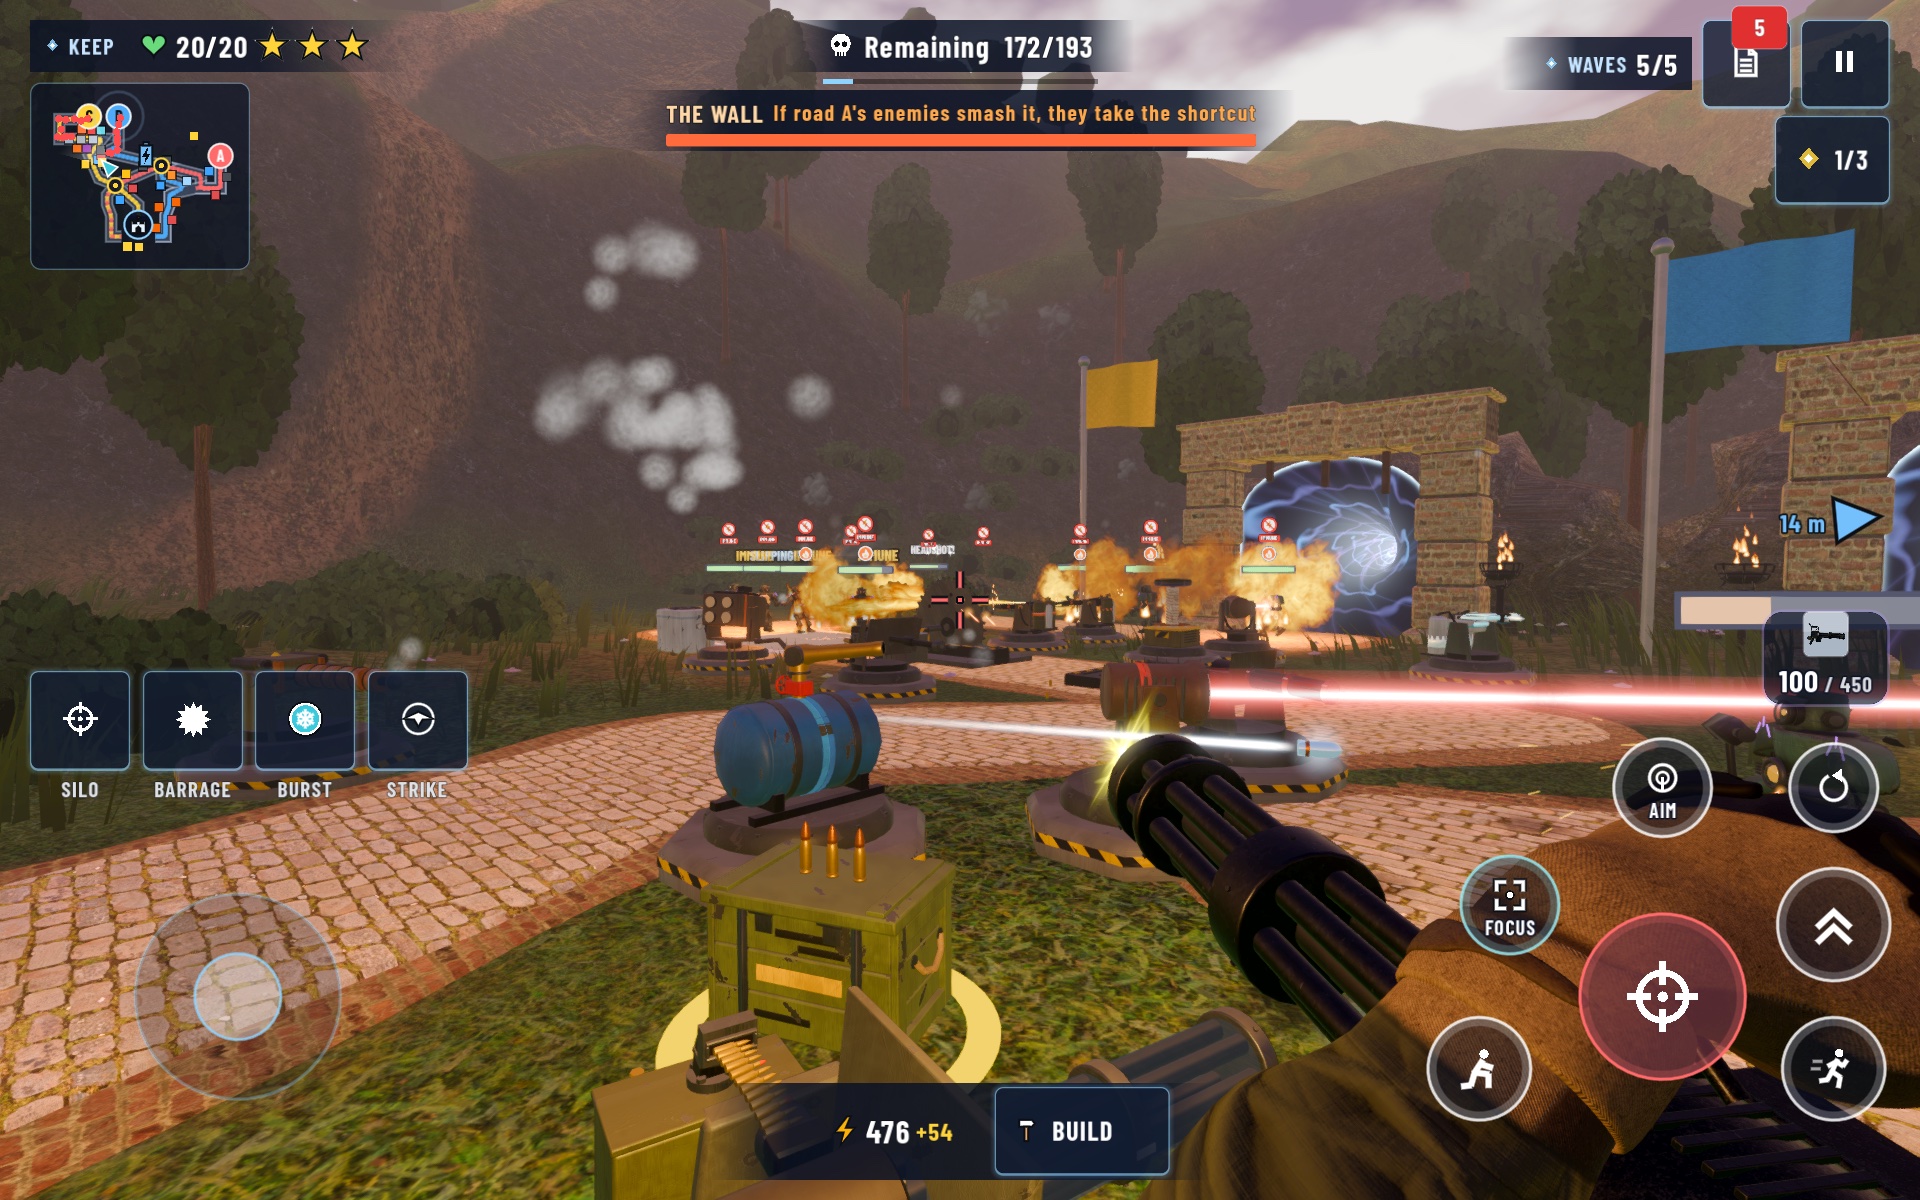 KEEP 20/20
Remaining 172/193
WAVES 5/5
5
THE WALL If road A's enemies smash it, they take the shortcut
1/3
A
14 m
HEADSHOT!
100 / 450
SILO
BARRAGE
BURST
STRIKE
AIM
FOCUS
476 +54
BUILD